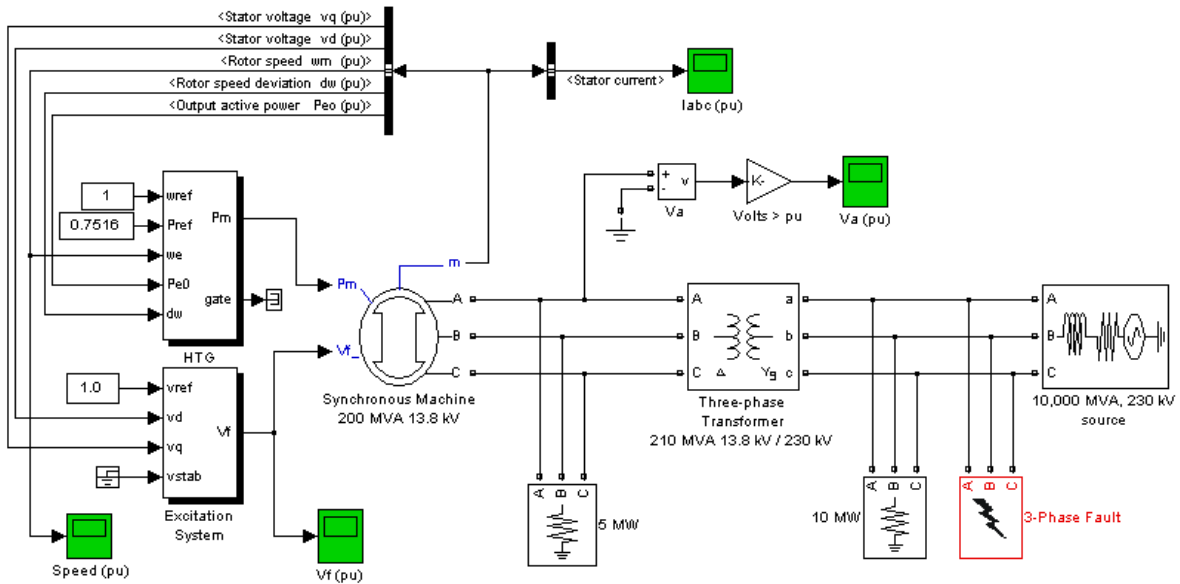 <Stator voltage vq (pu)>
<Stator voltage vd (pu)>
<Rotor speed wm (pu)>
<Rotor speed deviation dw (pu)>
<Output active power Peo (pu)>
<Stator current>
Iabc (pu)
1
0.7516
wref
Pref
we
Pe0
dw
Pm
gate
HTG
+
-
v
Va
K-
Volts > pu
Va (pu)
m
Pm
Vf_
A
B
C
Synchronous Machine
200 MVA 13.8 kV
A
B
C
Δ
Yg
a
b
c
Three-phase
Transformer
210 MVA 13.8 kV / 230 kV
A
B
C
10,000 MVA, 230 kV
source
1.0
vref
vd
vq
vstab
Vf
Excitation
System
Speed (pu)
Vf (pu)
A B C
5 MW
A B C
10 MW
A B C
3-Phase Fault